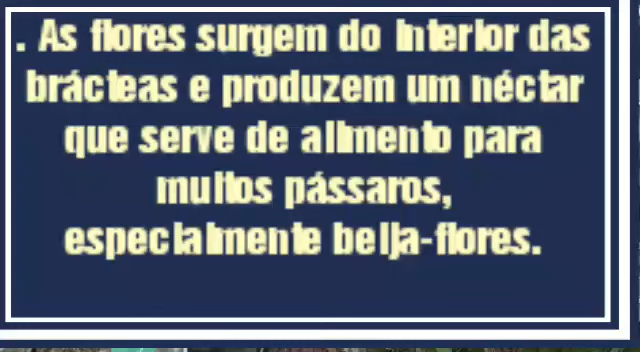 . As flores surgem do interior das
brácteas e produzem um néctar
que serve de alimento para
muitos pássaros,
especialmente beija-flores.